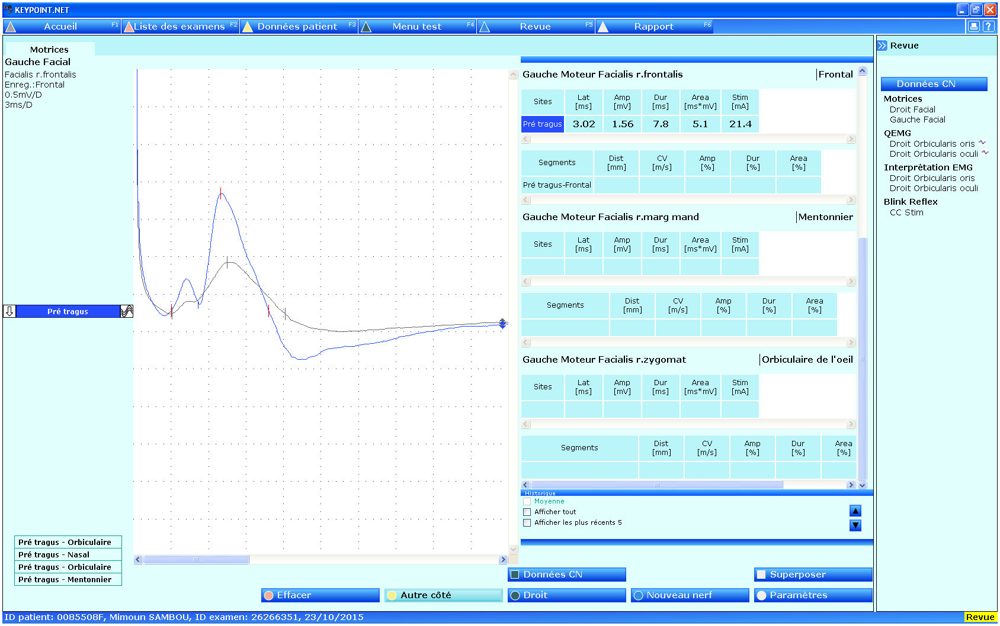 KEYPOINT.NET
Accueil F1 Liste des examens F2 Données patient F3 Menu test F4 Revue F5 Rapport F6
?
Motrices
Gauche Facial
Facialis r.frontalis
Enreg.:Frontal
0.5mV/D
3ms/D
Pré tragus
Pré tragus - Orbiculaire
Pré tragus - Nasal
Pré tragus - Orbiculaire
Pré tragus - Mentonnier
Gauche Moteur Facialis r.frontalis Frontal
Sites Lat [ms] Amp [mV] Dur [ms] Area [ms*mV] Stim [mA]
Pré tragus 3.02 1.56 7.8 5.1 21.4
Segments Dist [mm] CV [m/s] Amp [%] Dur [%] Area [%]
Pré tragus-Frontal
Gauche Moteur Facialis r.marg mand Mentonnier
Sites Lat [ms] Amp [mV] Dur [ms] Area [ms*mV] Stim [mA]
Segments Dist [mm] CV [m/s] Amp [%] Dur [%] Area [%]
Gauche Moteur Facialis r.zygomat Orbiculaire de l'oeil
Sites Lat [ms] Amp [mV] Dur [ms] Area [ms*mV] Stim [mA]
Segments Dist [mm] CV [m/s] Amp [%] Dur [%] Area [%]
Historique
Moyenne
Afficher tout
Afficher les plus récents 5
Données CN Superposer
Effacer Autre côté Droit Nouveau nerf Paramètres
Revue
Données CN
Motrices
Droit Facial
Gauche Facial
QEMG
Droit Orbicularis oris
Droit Orbicularis oculi
Interprétation EMG
Droit Orbicularis oris
Droit Orbicularis oculi
Blink Reflex
CC Stim
ID patient: 0085508F, Mimoun SAMBOU, ID examen: 26266351, 23/10/2015 Revue